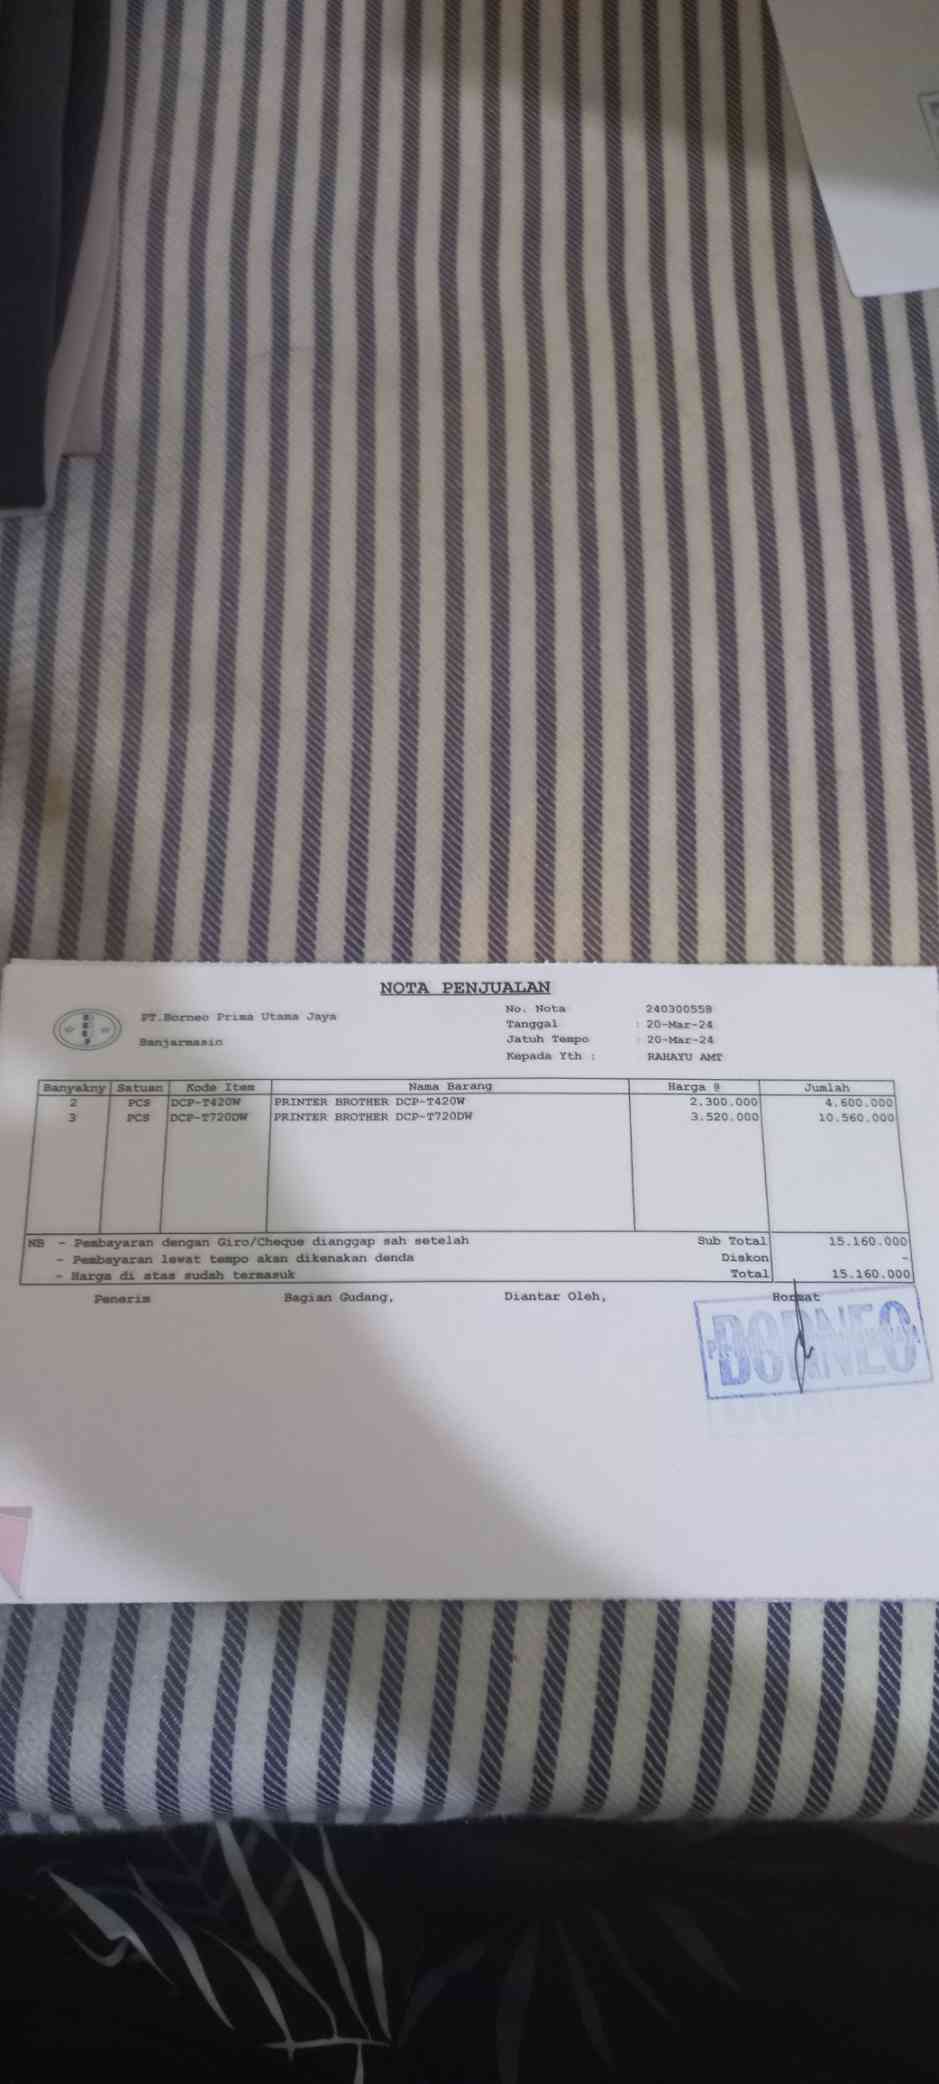 NOTA PENJUALAN
PT.Borneo Prima Utama Jaya
Banjarmasin
No. Nota 240300558
Tanggal : 20-Mar-24
Jatuh Tempo : 20-Mar-24
Kepada Yth : RAHAYU AMT
Banyakny Satuan Kode Item Nama Barang Harga @ Jumlah
2 PCS DCP-T420W PRINTER BROTHER DCP-T420W 2.300.000 4.600.000
3 PCS DCP-T720DW PRINTER BROTHER DCP-T720DW 3.520.000 10.560.000
NB - Pembayaran dengan Giro/Cheque dianggap sah setelah Sub Total 15.160.000
- Pembayaran lewat tempo akan dikenakan denda Diskon -
- Harga di atas sudah termasuk Total 15.160.000
Penerim Bagian Gudang, Diantar Oleh, Hormat
BORNEO